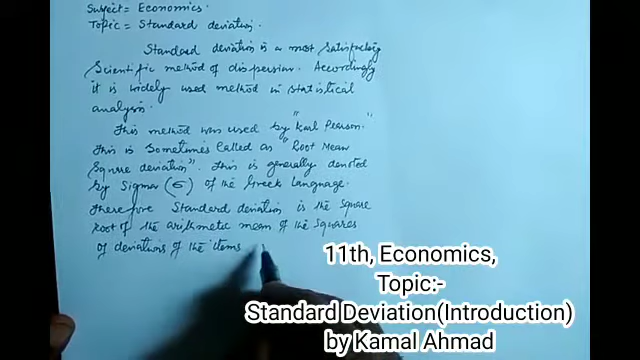 Subject = Economics.
Topic = Standard deviation.
Standard deviation is a most satisfactory
Scientific method of dispersion. Accordingly
it is widely used method in statistical
analysis.
This method was used by "Karl Pearson."
This is sometimes called as "Root Mean
Square deviation". This is generally denoted
by Sigma (σ) of the Greek Language.
Therefore Standard deviation is the square
root of the arithmetic mean of the squares
of deviations of the items
11th, Economics,
Topic:-
Standard Deviation(Introduction)
by Kamal Ahmad